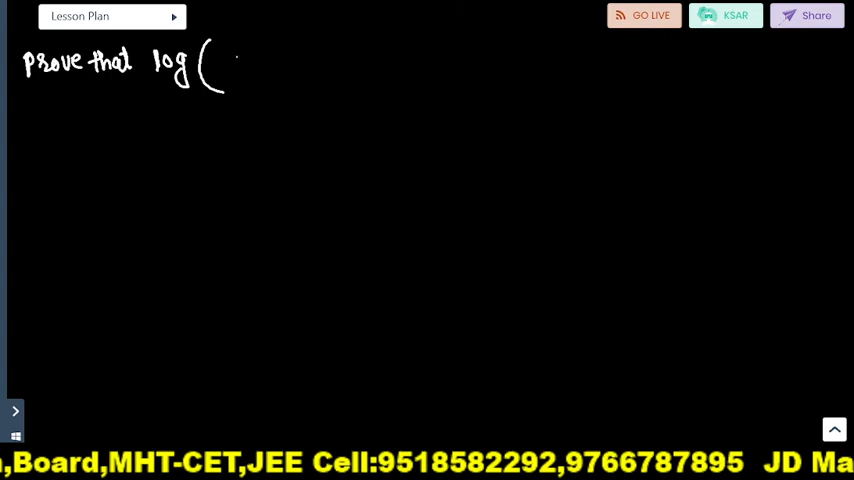 Lesson Plan
GO LIVE
KSAR
Share
prove that log (
,Board,MHT-CET,JEE Cell:9518582292,9766787895 JD Ma